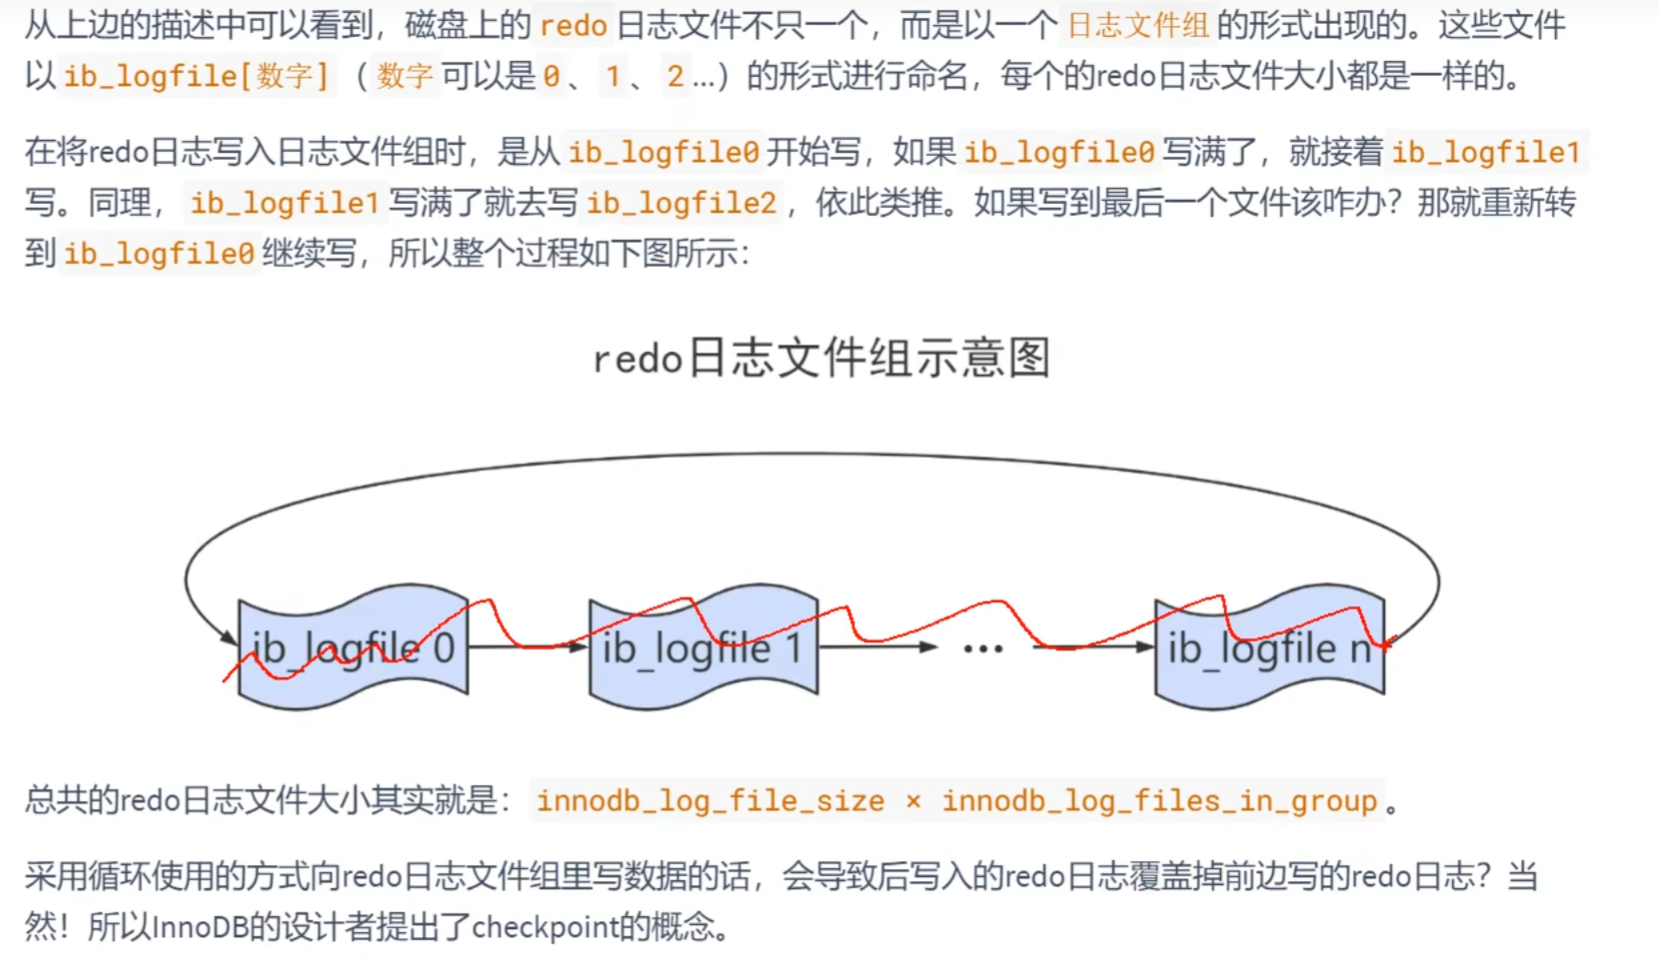 从上边的描述中可以看到，磁盘上的 redo 日志文件不只一个，而是以一个 日志文件组 的形式出现的。这些文件
以 ib_logfile[数字] （ 数字 可以是 0 、 1 、 2 ...）的形式进行命名，每个的redo日志文件大小都是一样的。
在将redo日志写入日志文件组时，是从 ib_logfile0 开始写，如果 ib_logfile0 写满了，就接着 ib_logfile1
写。同理， ib_logfile1 写满了就去写 ib_logfile2 ，依此类推。如果写到最后一个文件该咋办？那就重新转
到 ib_logfile0 继续写，所以整个过程如下图所示：
redo日志文件组示意图
ib_logfile 0 ib_logfile 1 ... ib_logfile n
总共的redo日志文件大小其实就是： innodb_log_file_size × innodb_log_files_in_group 。
采用循环使用的方式向redo日志文件组里写数据的话，会导致后写入的redo日志覆盖掉前边写的redo日志？当
然！所以InnoDB的设计者提出了checkpoint的概念。